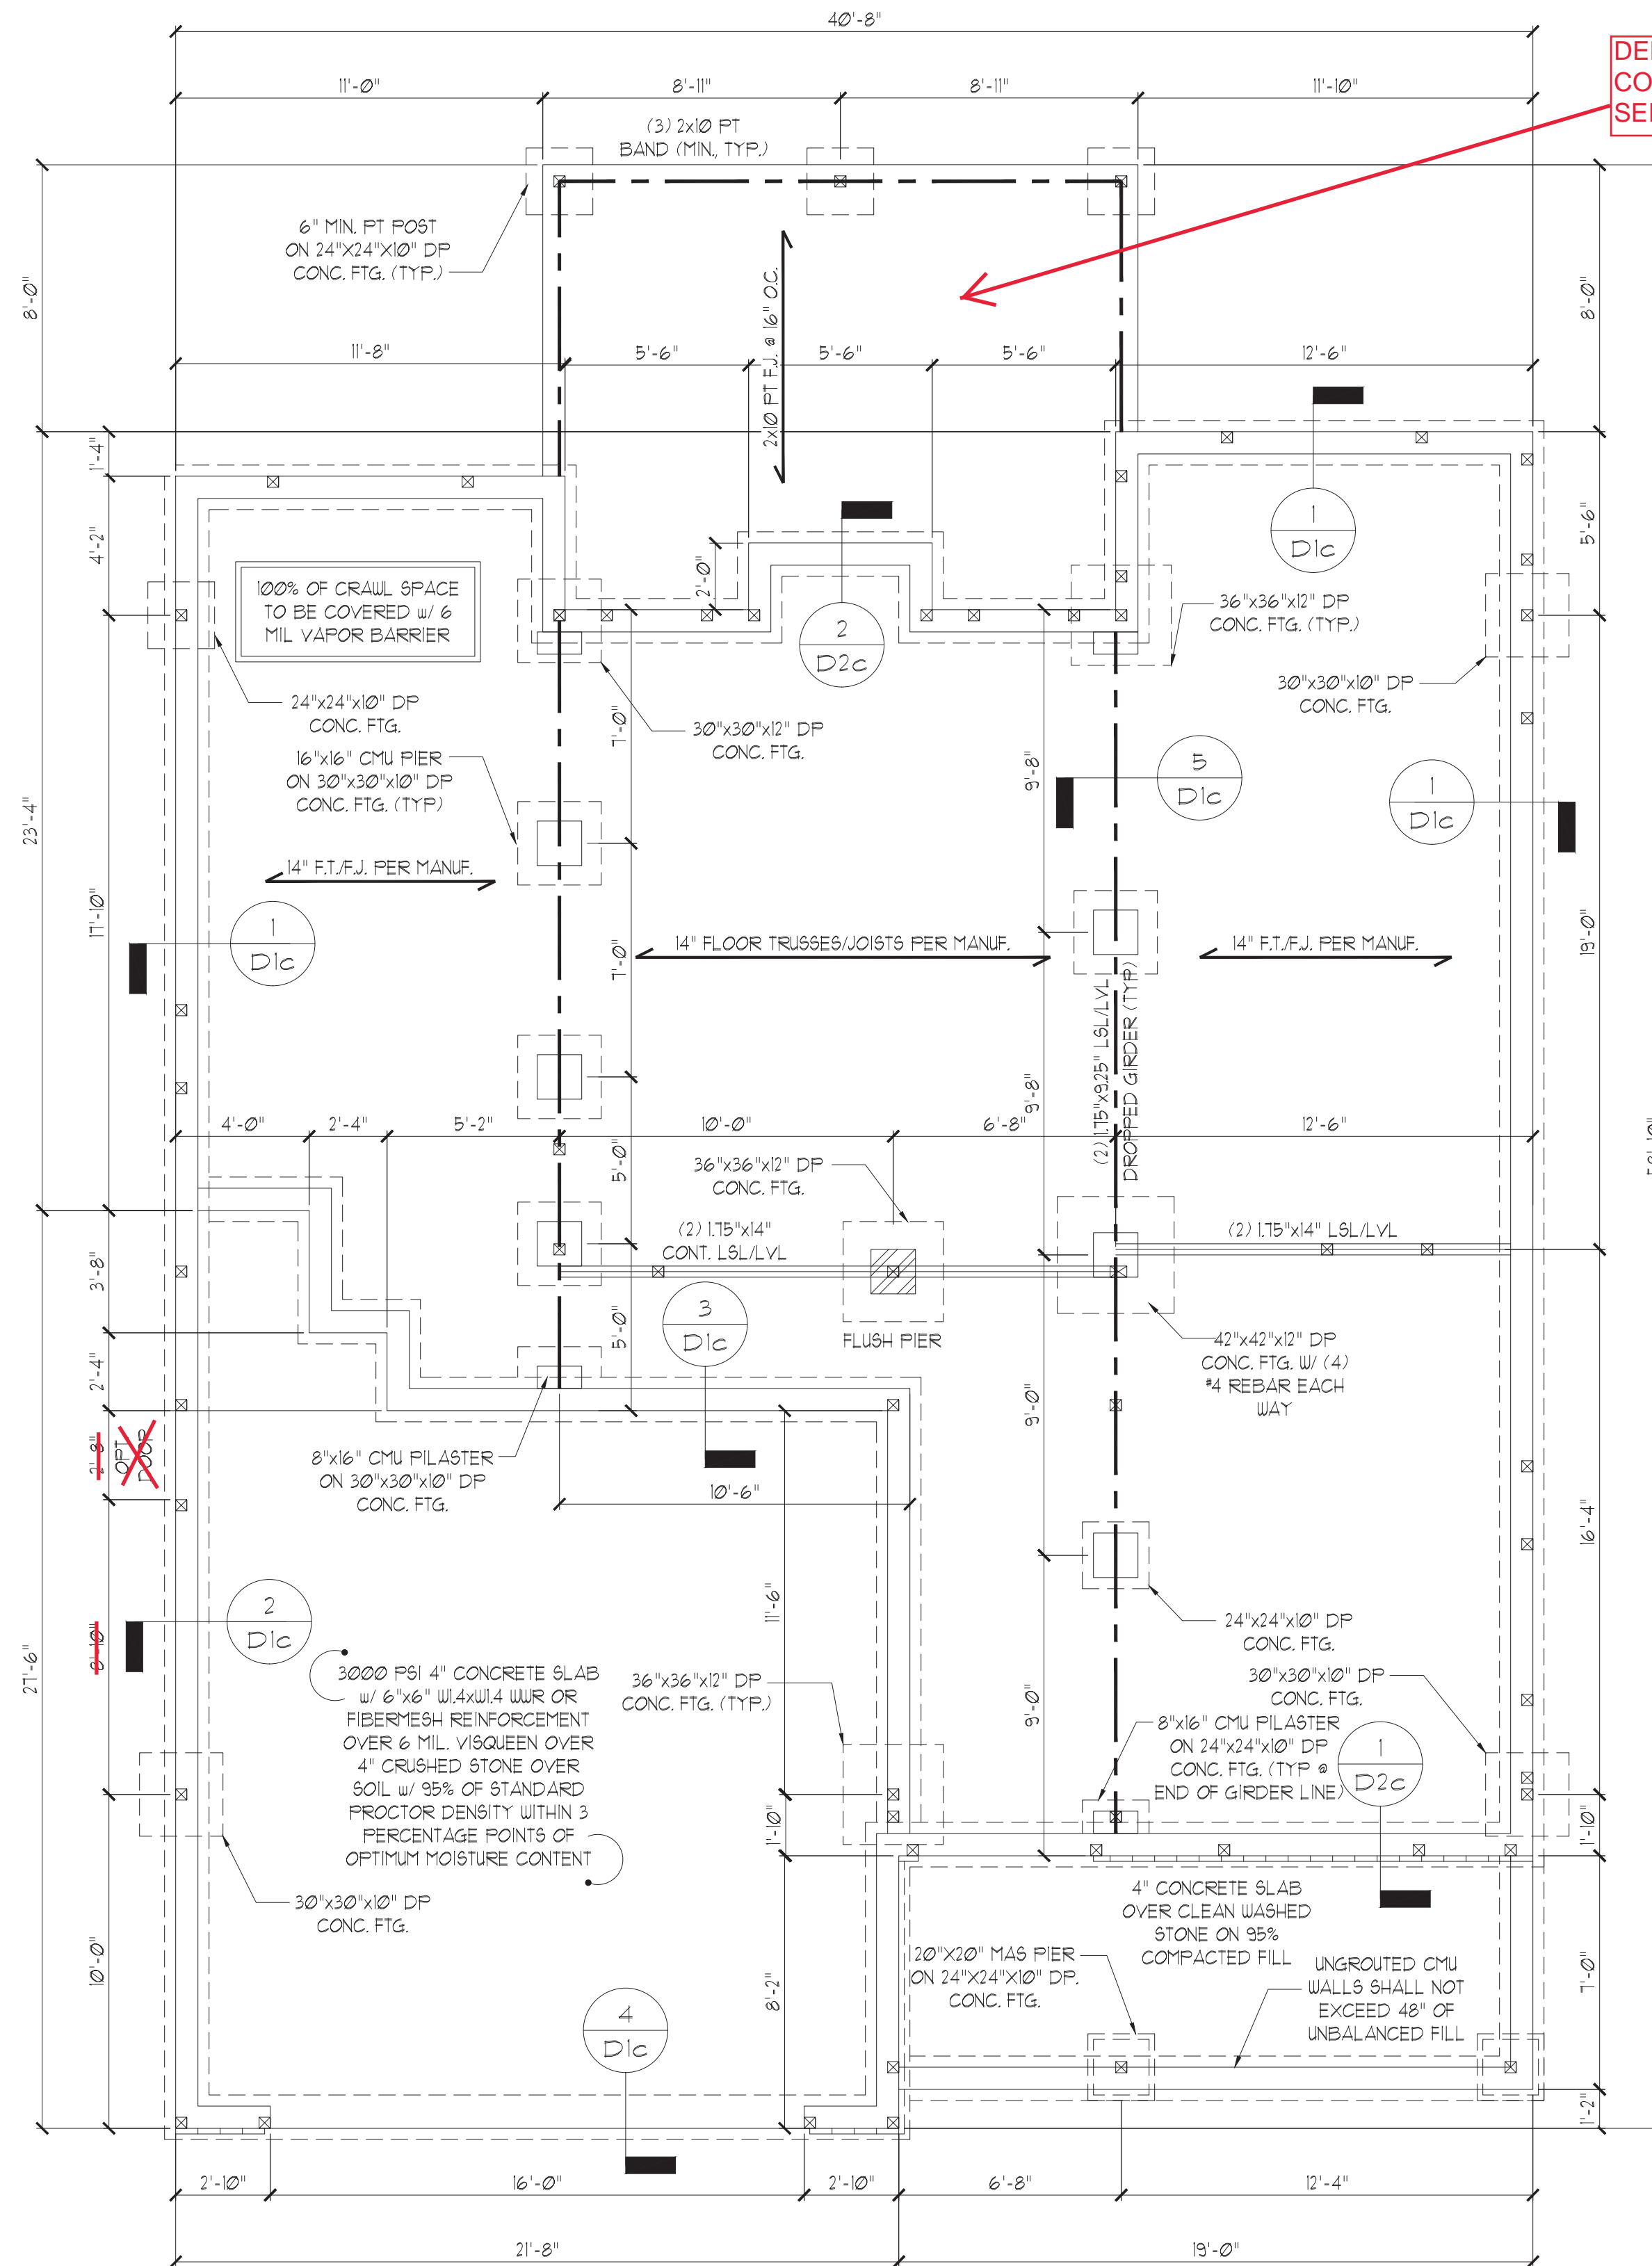 40'-8"
DE
CO
SE
11'-0"
8'-11"
8'-11"
11'-10"
(3) 2x10 PT
BAND (MIN., TYP.)
6" MIN. PT POST
ON 24"X24"X10" DP
CONC. FTG. (TYP.)
8'-0"
8'-0"
2x10 PT F.J. @ 16" O.C.
11'-8"
5'-6"
5'-6"
5'-6"
12'-6"
1'-4"
4'-2"
5'-6"
1
D1c
2'-0"
100% OF CRAWL SPACE
TO BE COVERED w/ 6
MIL VAPOR BARRIER
2
D2c
36"x36"x12" DP
CONC. FTG. (TYP.)
24"x24"x10" DP
CONC. FTG.
30"x30"x12" DP
CONC. FTG.
30"x30"x10" DP
CONC. FTG.
16"x16" CMU PIER
ON 30"x30"x10" DP
CONC. FTG. (TYP)
7'-0"
9'-8"
5
D1c
1
D1c
23'-4"
14" F.T./F.J. PER MANUF.
17'-10"
1
D1c
7'-0"
14" FLOOR TRUSSES/JOISTS PER MANUF.
14" F.T./F.J. PER MANUF.
19'-0"
(2) 1.75"x9.25" LSL/LVL
DROPPED GIRDER (TYP)
9'-8"
4'-0"
2'-4"
5'-2"
10'-0"
6'-8"
12'-6"
5'-0"
36"x36"x12" DP
CONC. FTG.
(2) 1.75"x14"
CONT. LSL/LVL
(2) 1.75"x14" LSL/LVL
3'-8"
3
D1c
5'-0"
FLUSH PIER
42"x42"x12" DP
CONC. FTG. W/ (4)
#4 REBAR EACH
WAY
2'-4"
9'-0"
2'-8"
OPT
DOOR
8"x16" CMU PILASTER
ON 30"x30"x10" DP
CONC. FTG.
10'-6"
16'-4"
11'-6"
2
D1c
8'-10"
27'-6"
24"x24"x10" DP
CONC. FTG.
3000 PSI 4" CONCRETE SLAB
w/ 6"x6" W1.4xW1.4 WWR OR
FIBERMESH REINFORCEMENT
OVER 6 MIL. VISQUEEN OVER
4" CRUSHED STONE OVER
SOIL w/ 95% OF STANDARD
PROCTOR DENSITY WITHIN 3
PERCENTAGE POINTS OF
OPTIMUM MOISTURE CONTENT
36"x36"x12" DP
CONC. FTG. (TYP.)
30"x30"x10" DP
CONC. FTG.
9'-0"
8"x16" CMU PILASTER
ON 24"x24"x10" DP
CONC. FTG. (TYP @
END OF GIRDER LINE)
1
D2c
1'-10"
1'-10"
30"x30"x10" DP
CONC. FTG.
4" CONCRETE SLAB
OVER CLEAN WASHED
STONE ON 95%
COMPACTED FILL
10'-0"
8'-2"
20"X20" MAS PIER
ON 24"X24"X10" DP.
CONC. FTG.
UNGROUTED CMU
WALLS SHALL NOT
EXCEED 48" OF
UNBALANCED FILL
7'-0"
4
D1c
1'-2"
2'-10"
16'-0"
2'-10"
6'-8"
12'-4"
21'-8"
19'-0"